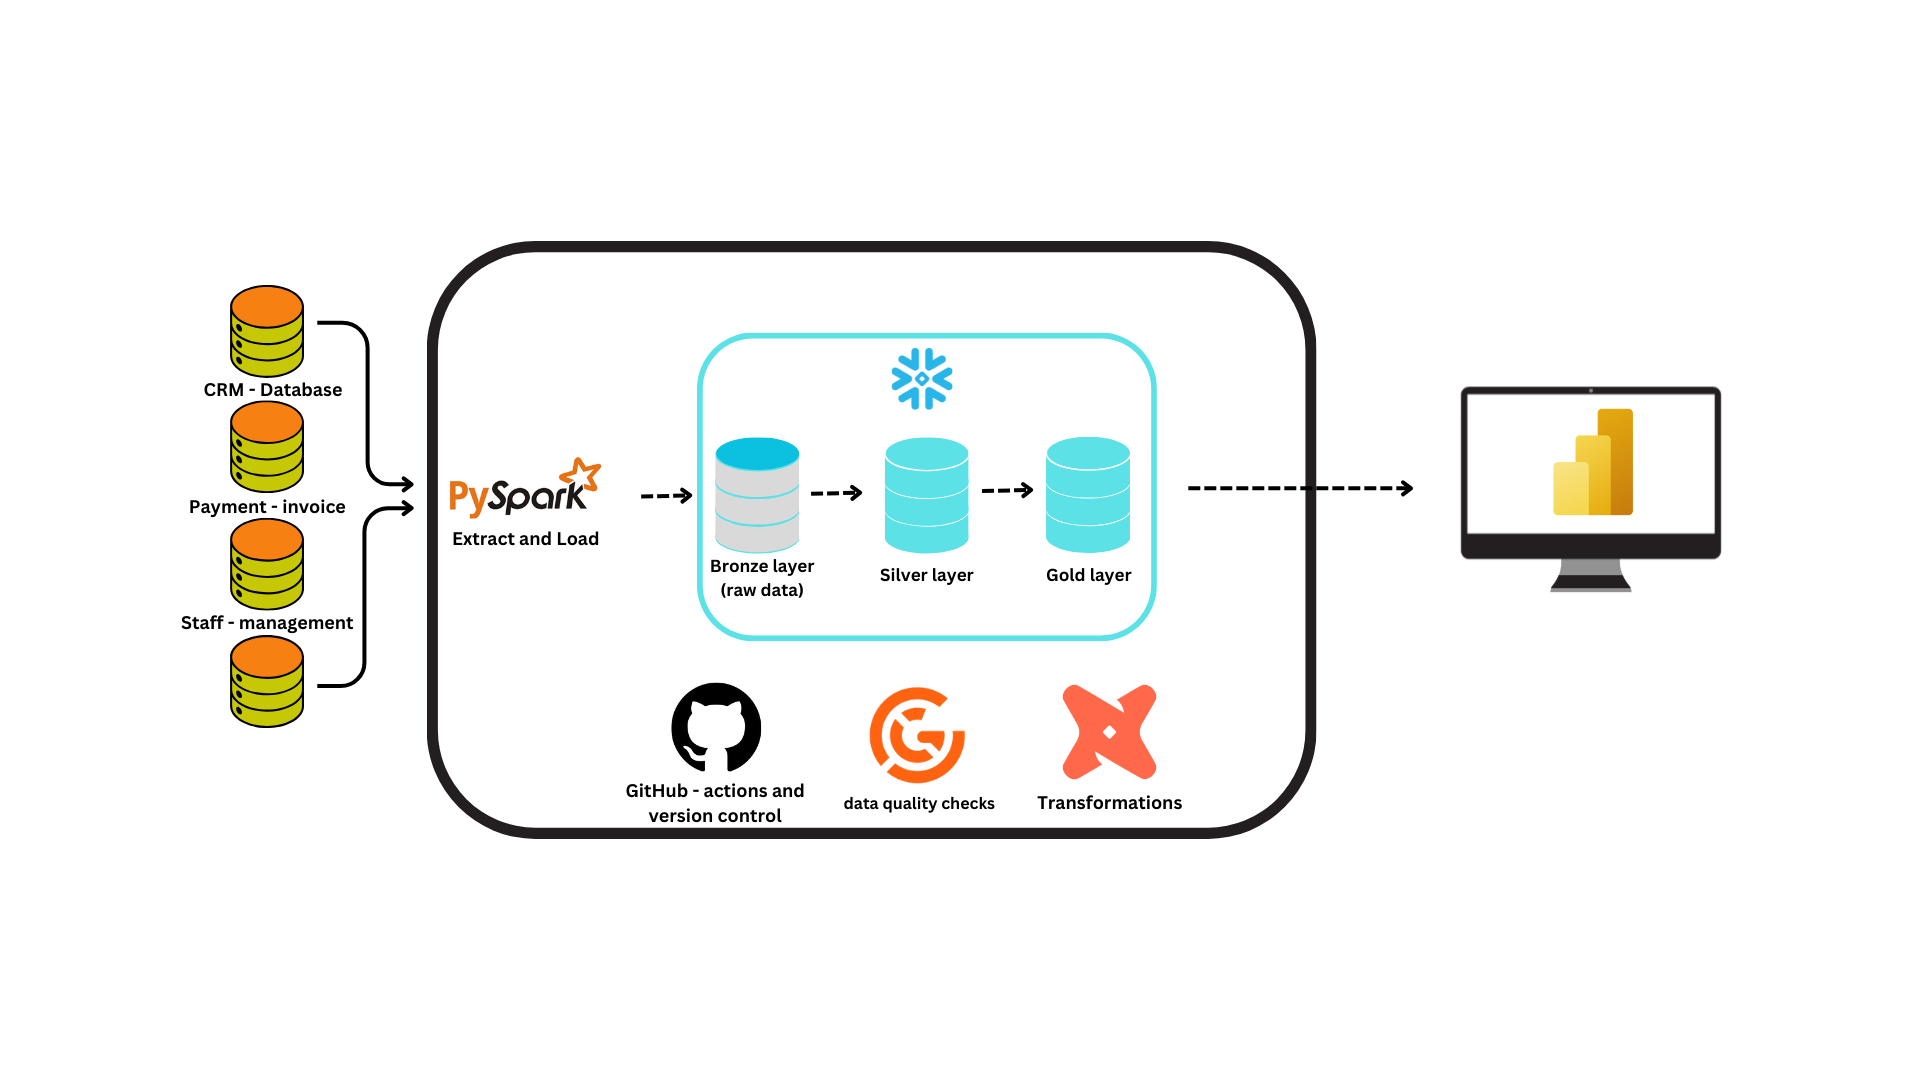 CRM - Database
Payment - invoice
Staff - management
PySpark
Extract and Load
Bronze layer
(raw data)
Silver layer
Gold layer
GitHub - actions and
version control
data quality checks
Transformations